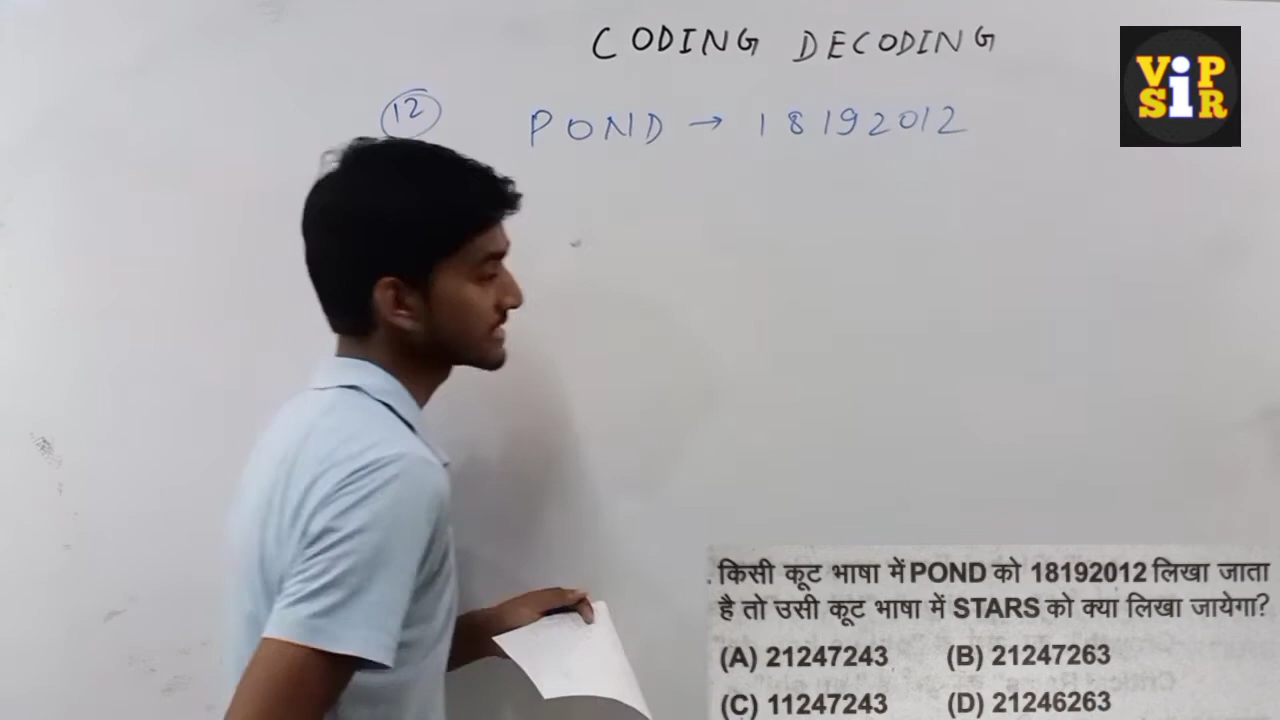 CODING DECODING
ViP
SiR
12 POND → 18192012
किसी कूट भाषा में POND को 18192012 लिखा जाता
है तो उसी कूट भाषा में STARS को क्या लिखा जायेगा?
(A) 21247243 (B) 21247263
(C) 11247243 (D) 21246263